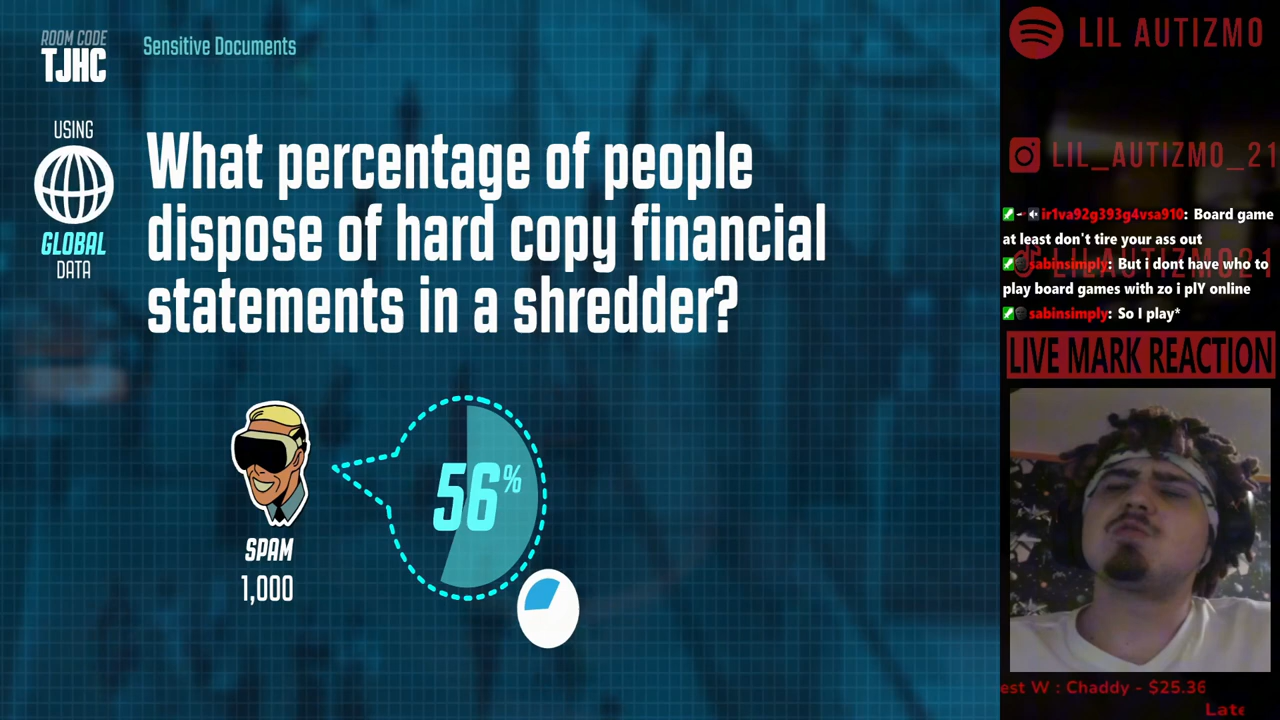 ROOM CODE
TJHC
Sensitive Documents
USING
GLOBAL
DATA
What percentage of people
dispose of hard copy financial
statements in a shredder?
56%
SPAM
1,000
LIL AUTIZMO
LIL_AUTIZMO_21
ir1va92g393g4vsa910: Board game
at least don't tire your ass out
LILAUTIZMO21
sabinsimply: But i dont have who to
play board games with zo i plY online
sabinsimply: So I play*
LIVE MARK REACTION
est W : Chaddy - $25.36
Late